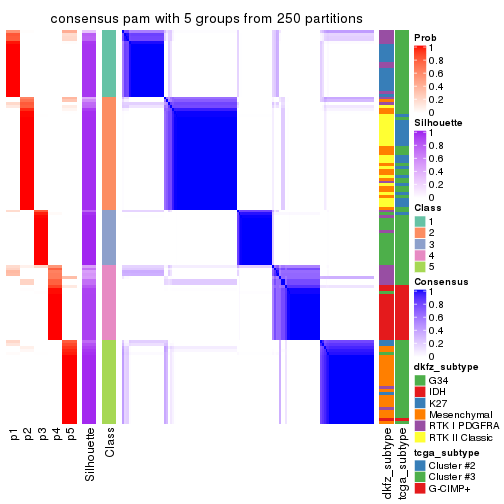 consensus pam with 5 groups from 250 partitions
Prob
1
0.8
0.6
0.4
0.2
0
Silhouette
1
0.8
0.6
0.4
0.2
0
Class
1
2
3
4
5
Consensus
1
0.8
0.6
0.4
0.2
0
dkfz_subtype
G34
IDH
K27
Mesenchymal
RTK I PDGFRA
RTK II Classic
tcga_subtype
Cluster #2
Cluster #3
G-CIMP+
p1
p2
p3
p4
p5
Silhouette
Class
dkfz_subtype
tcga_subtype